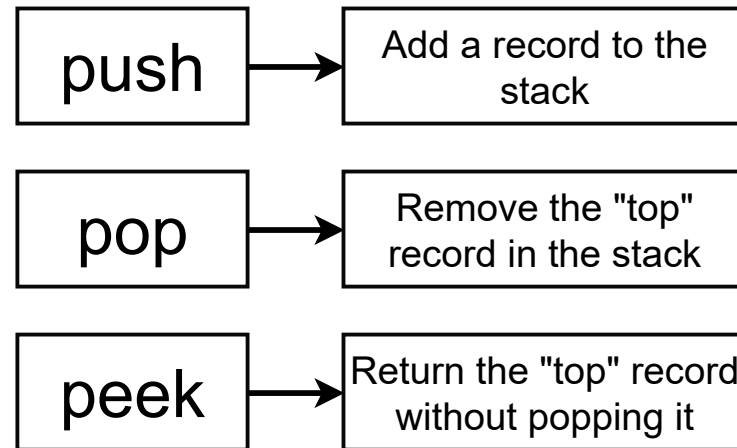 push
Add a record to the
stack
pop
Remove the "top"
record in the stack
peek
Return the "top" record
without popping it